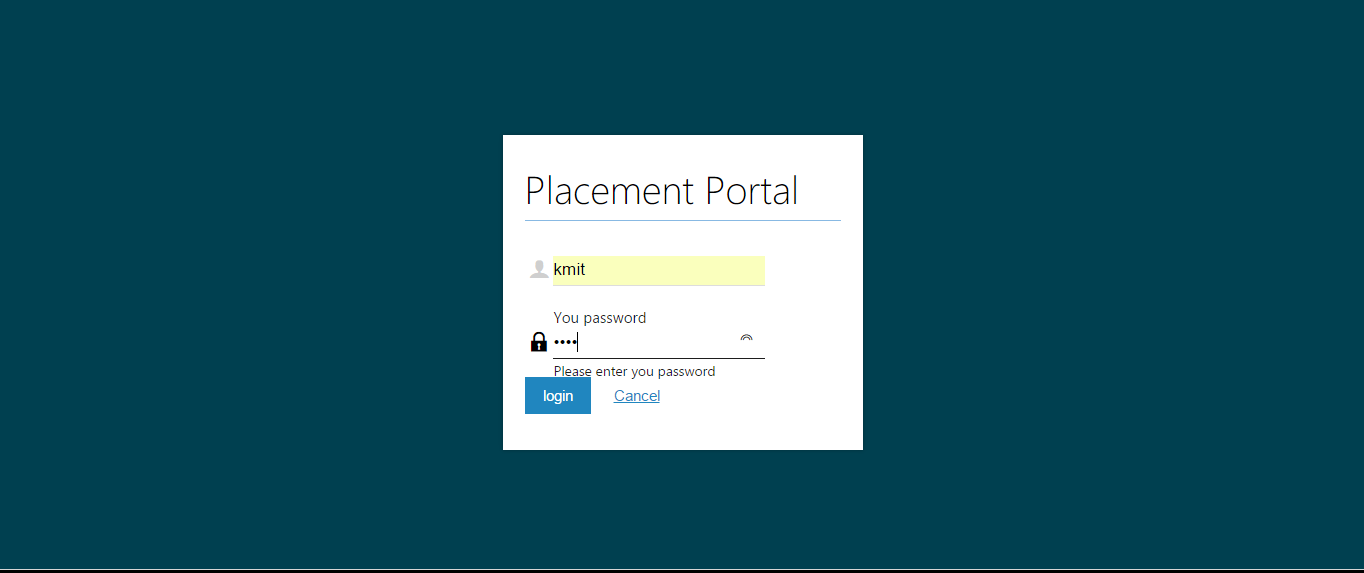 Placement Portal
kmit
You password
••••
Please enter you password
login Cancel